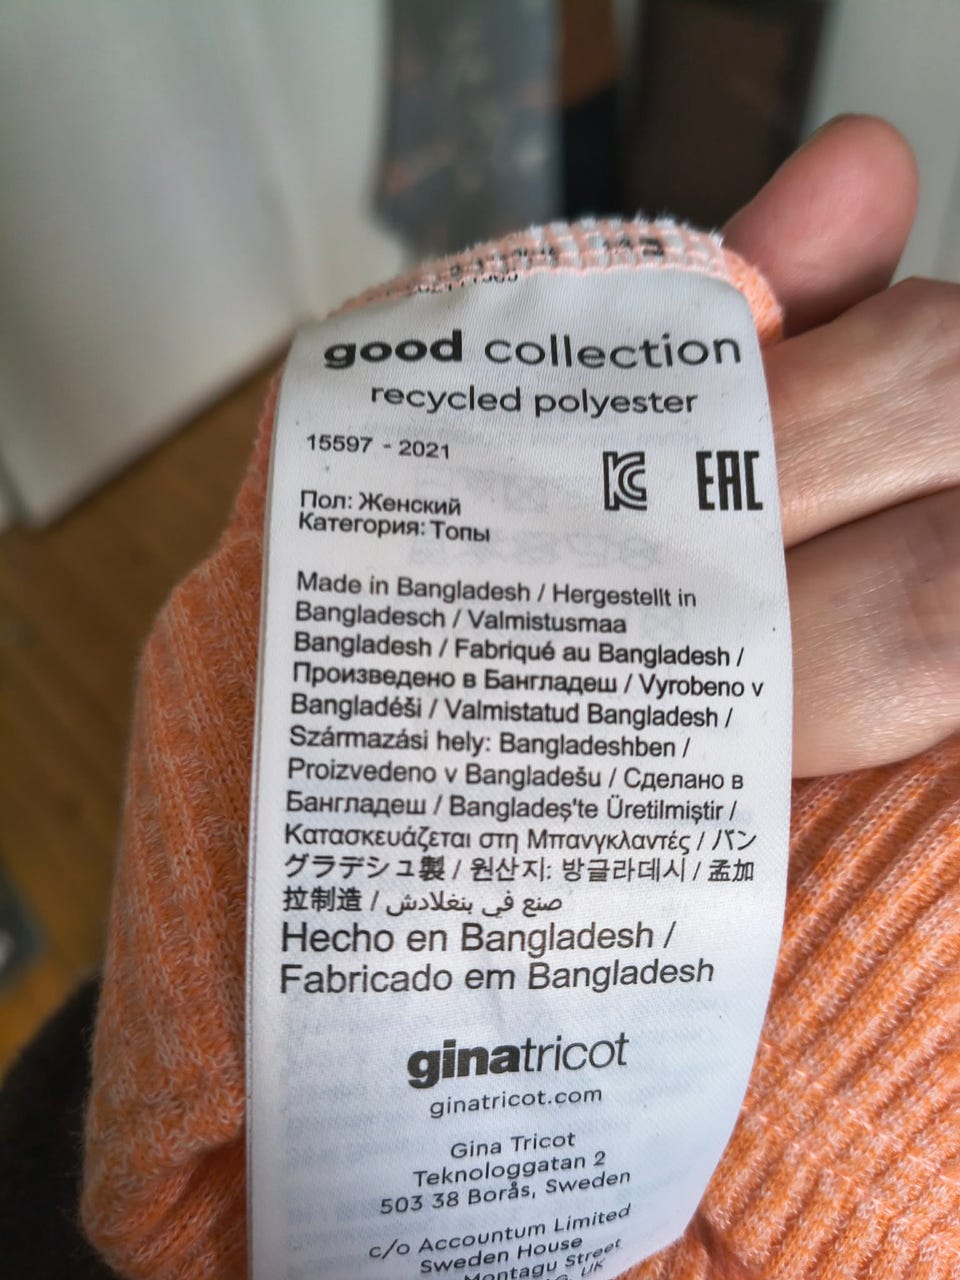 good collection
recycled polyester
15597 - 2021
EAC
Пол: Женский
Категория: Топы
Made in Bangladesh / Hergestellt in
Bangladesch / Valmistusmaa
Bangladesh / Fabriqué au Bangladesh /
Произведено в Бангладеш / Vyrobeno v
Bangladéši / Valmistatud Bangladesh /
Származási hely: Bangladeshben /
Proizvedeno v Bangladešu / Сделано в
Бангладеш / Bangladeş'te Üretilmiştir /
Κατασκευάζεται στη Μπανγκλαντές / バン
グラデシュ製 / 원산지: 방글라데시 / 孟加
拉制造 / صنع في بنغلادش
Hecho en Bangladesh /
Fabricado em Bangladesh
ginatricot
ginatricot.com
Gina Tricot
Teknologgatan 2
503 38 Borås, Sweden
c/o Accountum Limited
Sweden House
Montagu Street
UK